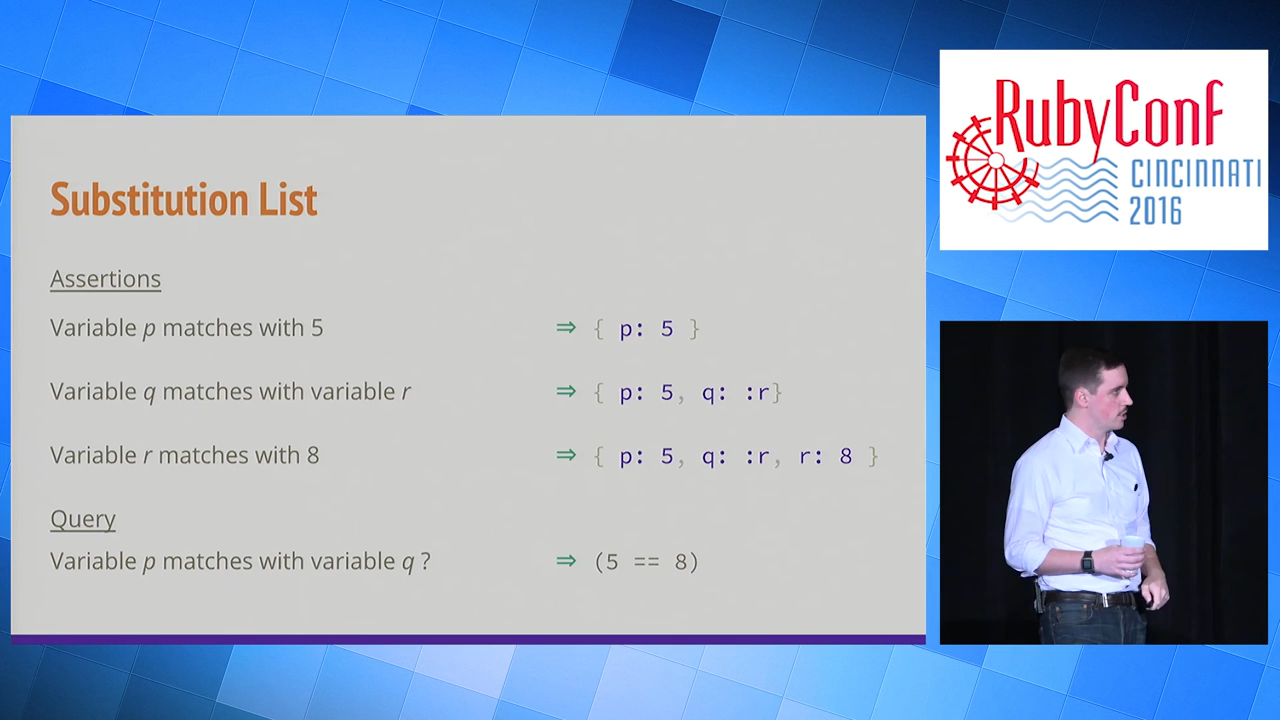 Substitution List
Assertions
Variable p matches with 5 ⇒ { p: 5 }
Variable q matches with variable r ⇒ { p: 5, q: :r}
Variable r matches with 8 ⇒ { p: 5, q: :r, r: 8 }
Query
Variable p matches with variable q ? ⇒ (5 == 8)
RubyConf
CINCINNATI
2016